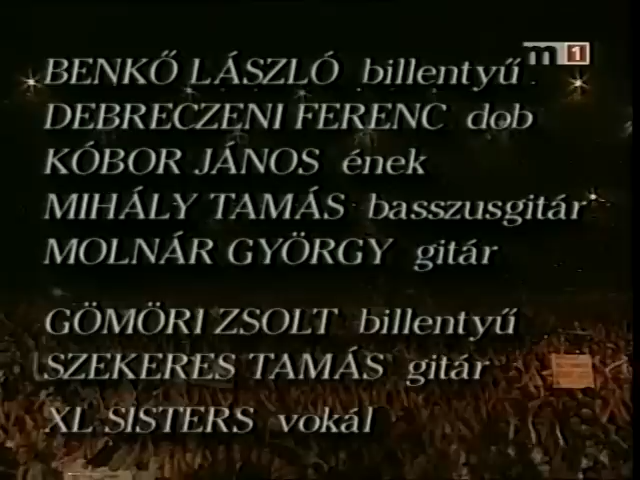 m1
BENKŐ LÁSZLÓ billentyű
DEBRECZENI FERENC dob
KÓBOR JÁNOS ének
MIHÁLY TAMÁS basszusgitár
MOLNÁR GYÖRGY gitár
GÖMÖRI ZSOLT billentyű
SZEKERES TAMÁS gitár
XL SISTERS vokál